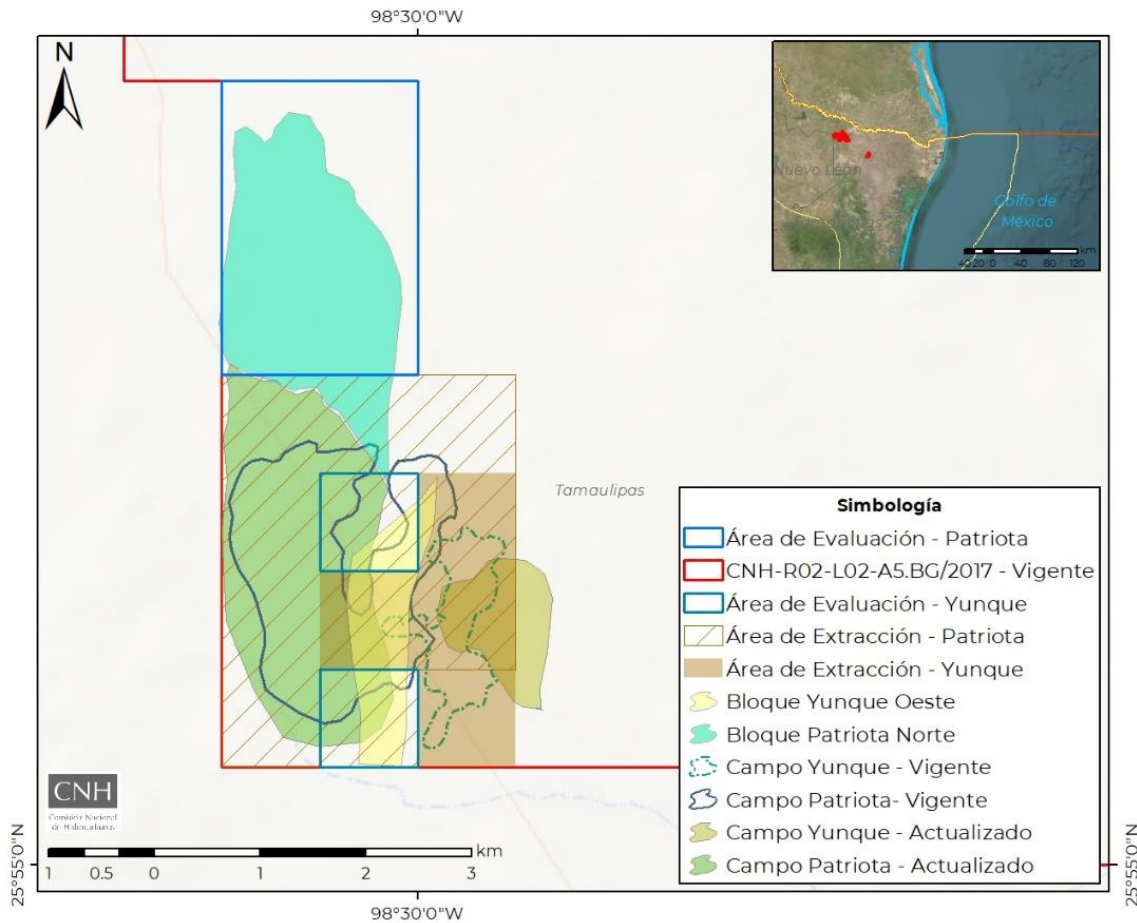 98°30'0"W
N
Nuevo León
Golfo de
México
km
40 20 0 40 80 120
Tamaulipas
Simbología
Área de Evaluación - Patriota
CNH-R02-L02-A5.BG/2017 - Vigente
Área de Evaluación - Yunque
Área de Extracción - Patriota
Área de Extracción - Yunque
Bloque Yunque Oeste
Bloque Patriota Norte
Campo Yunque - Vigente
Campo Patriota- Vigente
Campo Yunque - Actualizado
Campo Patriota - Actualizado
CNH
Comisión Nacional
de Hidrocarburos
km
1 0.5 0 1 2 3
25°55'0"N
25°55'0"N
98°30'0"W